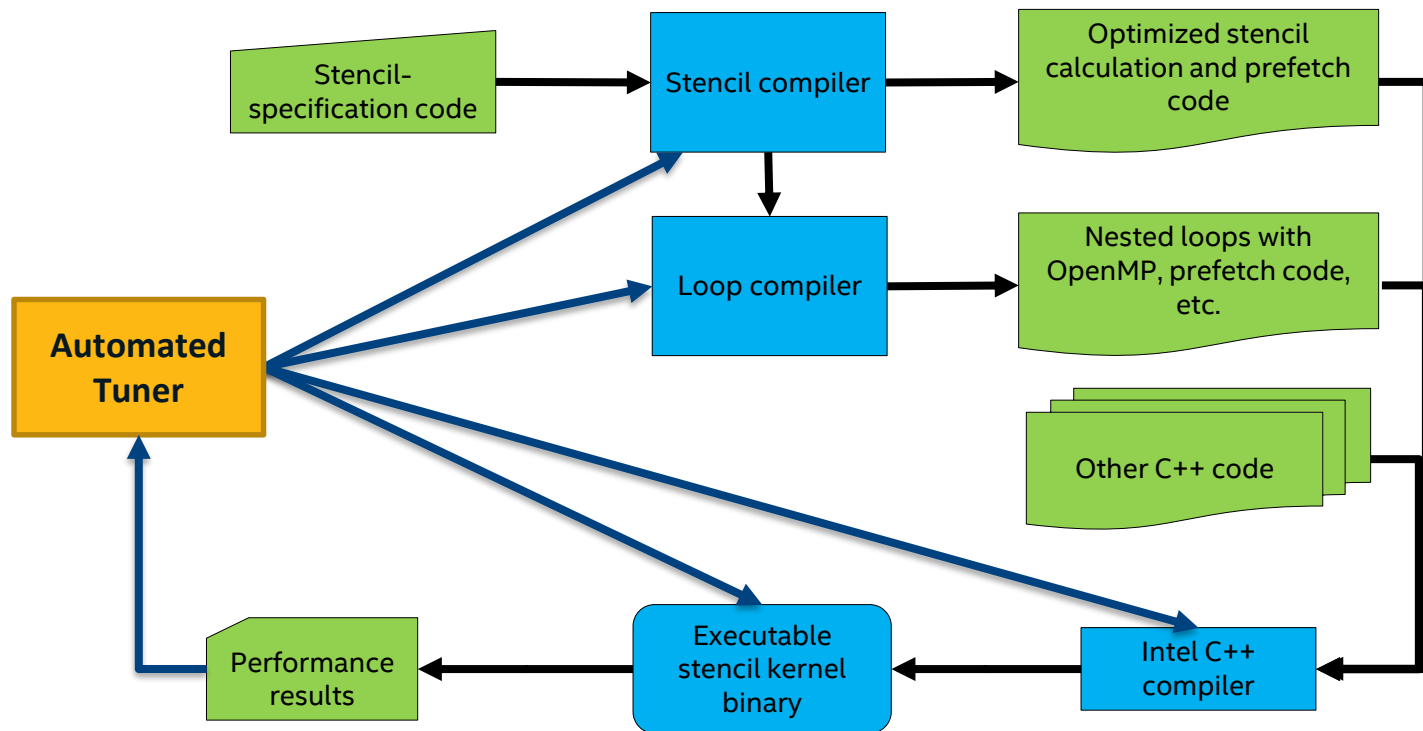 Stencil-
specification code
Stencil compiler
Optimized stencil
calculation and prefetch
code
Loop compiler
Nested loops with
OpenMP, prefetch code,
etc.
Automated
Tuner
Other C++ code
Performance
results
Executable
stencil kernel
binary
Intel C++
compiler